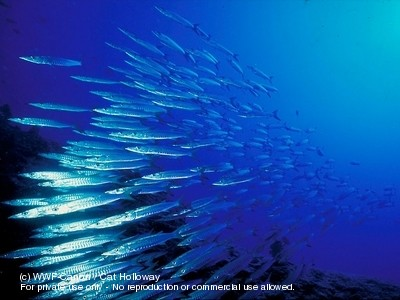 (c) WWF-Canon / Cat Holloway
For private use only - No reproduction or commercial use allowed.